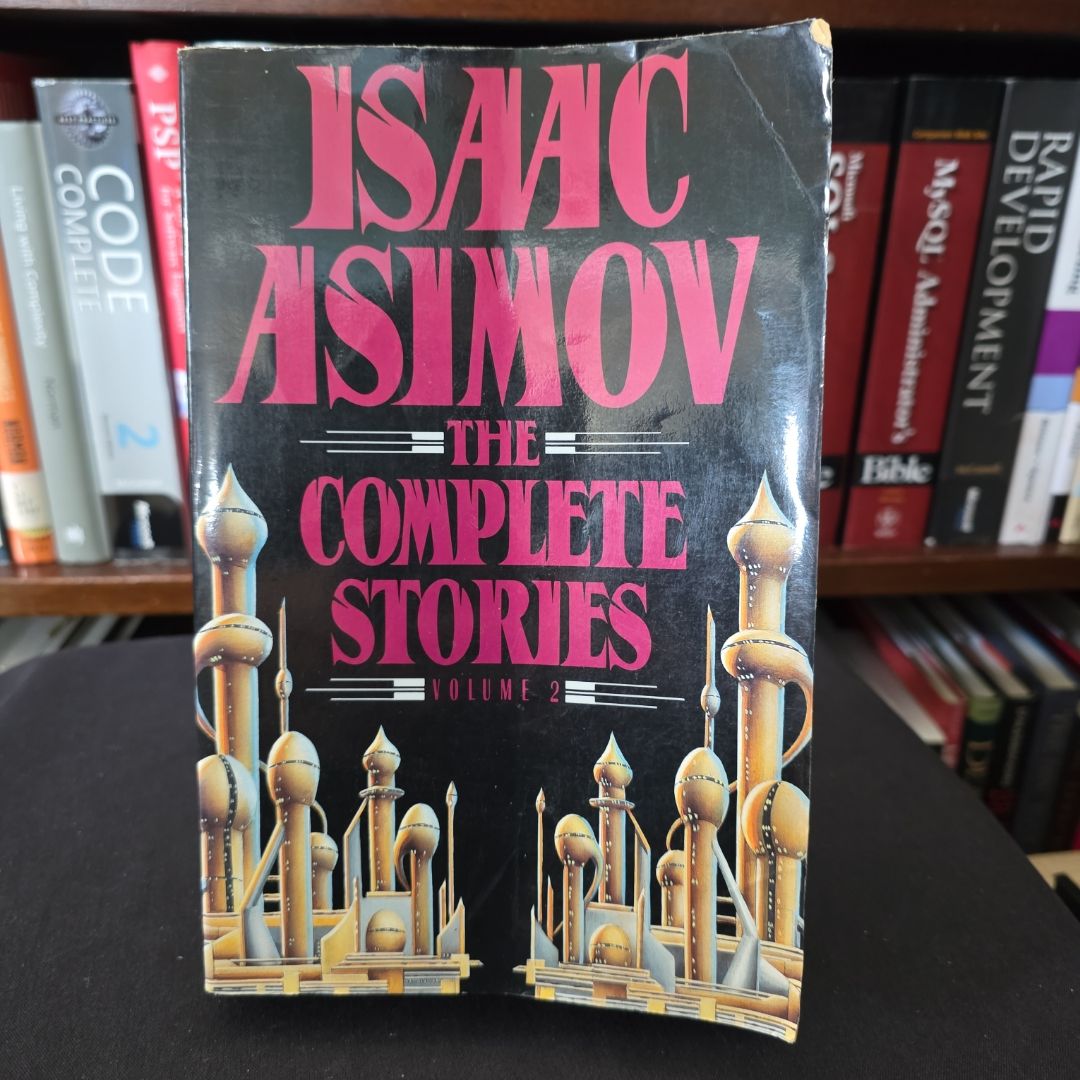 ISAAC
ASIMOV
THE
COMPLETE
STORIES
VOLUME 2
Living with Complexity
Norman
CODE
COMPLETE
2
PSP
MySQL Administrator's
Bible
RAPID
DEVELOPMENT